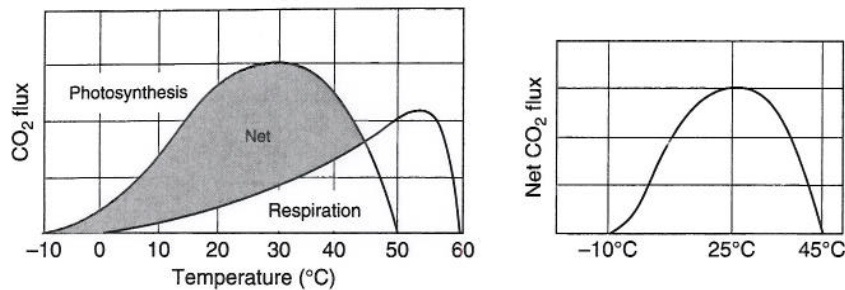 CO₂ flux
Photosynthesis
Net
Respiration
–10 0 10 20 30 40 50 60
Temperature (°C)
Net CO₂ flux
–10°C 25°C 45°C